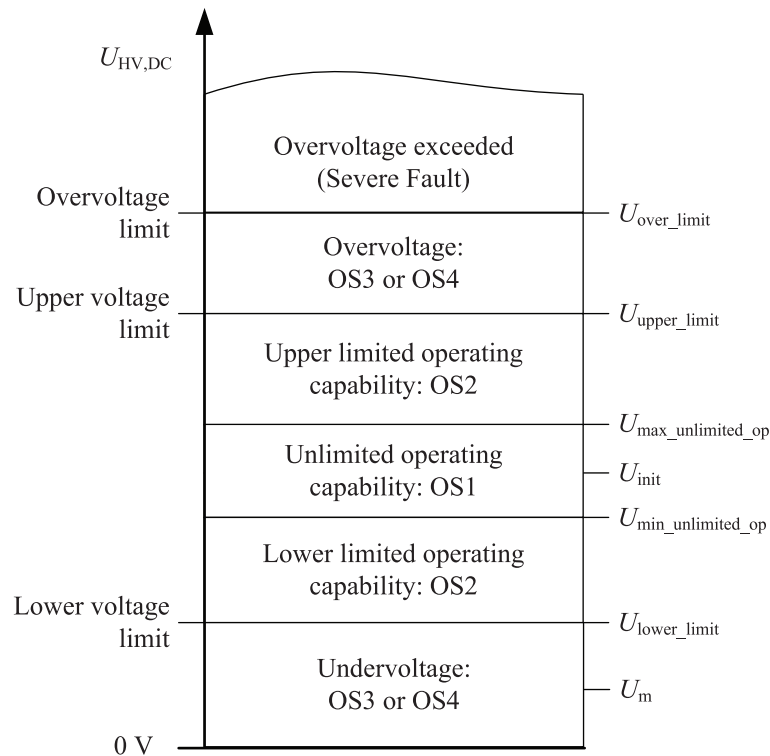 U_HV,DC
Overvoltage exceeded
(Severe Fault)
Overvoltage
limit
U_over_limit
Overvoltage:
OS3 or OS4
Upper voltage
limit
U_upper_limit
Upper limited operating
capability: OS2
U_max_unlimited_op
Unlimited operating
capability: OS1
U_init
U_min_unlimited_op
Lower limited operating
capability: OS2
Lower voltage
limit
U_lower_limit
Undervoltage:
OS3 or OS4
U_m
0 V